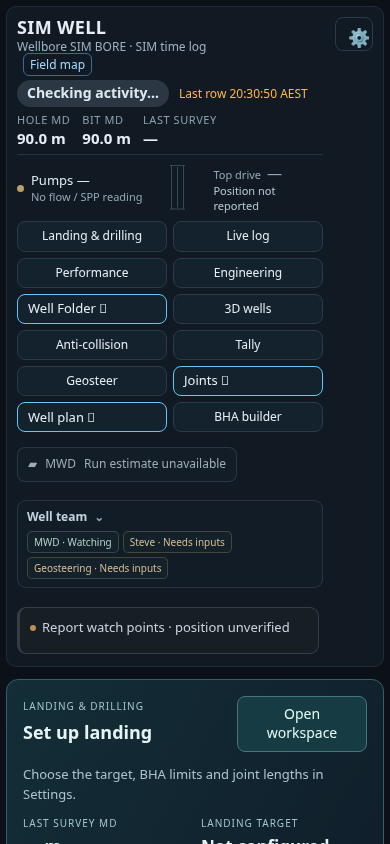 SIM WELL
Wellbore SIM BORE · SIM time log
Field map
Checking activity...
Last row 20:30:50 AEST
HOLE MD BIT MD LAST SURVEY
90.0 m 90.0 m —
Pumps —
No flow / SPP reading
Top drive —
Position not
reported
Landing & drilling
Live log
Performance
Engineering
Well Folder
3D wells
Anti-collision
Tally
Geosteer
Joints
Well plan
BHA builder
MWD Run estimate unavailable
Well team
MWD · Watching
Steve · Needs inputs
Geosteering · Needs inputs
Report watch points · position unverified
LANDING & DRILLING
Set up landing
Open
workspace
Choose the target, BHA limits and joint lengths in
Settings.
LAST SURVEY MD
LANDING TARGET
— m
Not configured